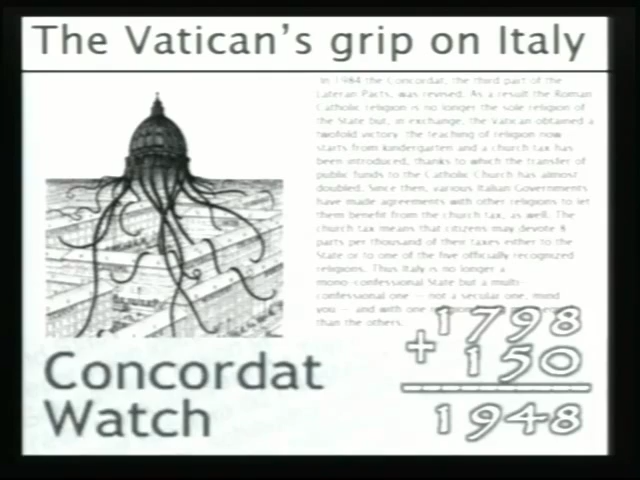 The Vatican's grip on Italy
In 1984 the Concordat, the third part of the
Lateran Pacts, was revised. As a result the Roman
Catholic religion is no longer the sole religion of
the State but, in exchange, the Vatican obtained a
twofold victory: the teaching of religion now
starts from kindergarten and a church tax has
been introduced, thanks to which the transfer of
public funds to the Catholic Church has almost
doubled. Since then, various Italian Governments
have made agreements with other religions to let
them benefit from the church tax, as well. The
church tax means that citizens may devote 8
parts per thousand of their taxes either to the
State or to one of the five officially recognized
religions. Thus Italy is no longer a
mono-confessional State but a multi-
confessional one — not a secular one, mind
you — and with one
than the others.
Concordat
Watch
1798
+ 150
1948